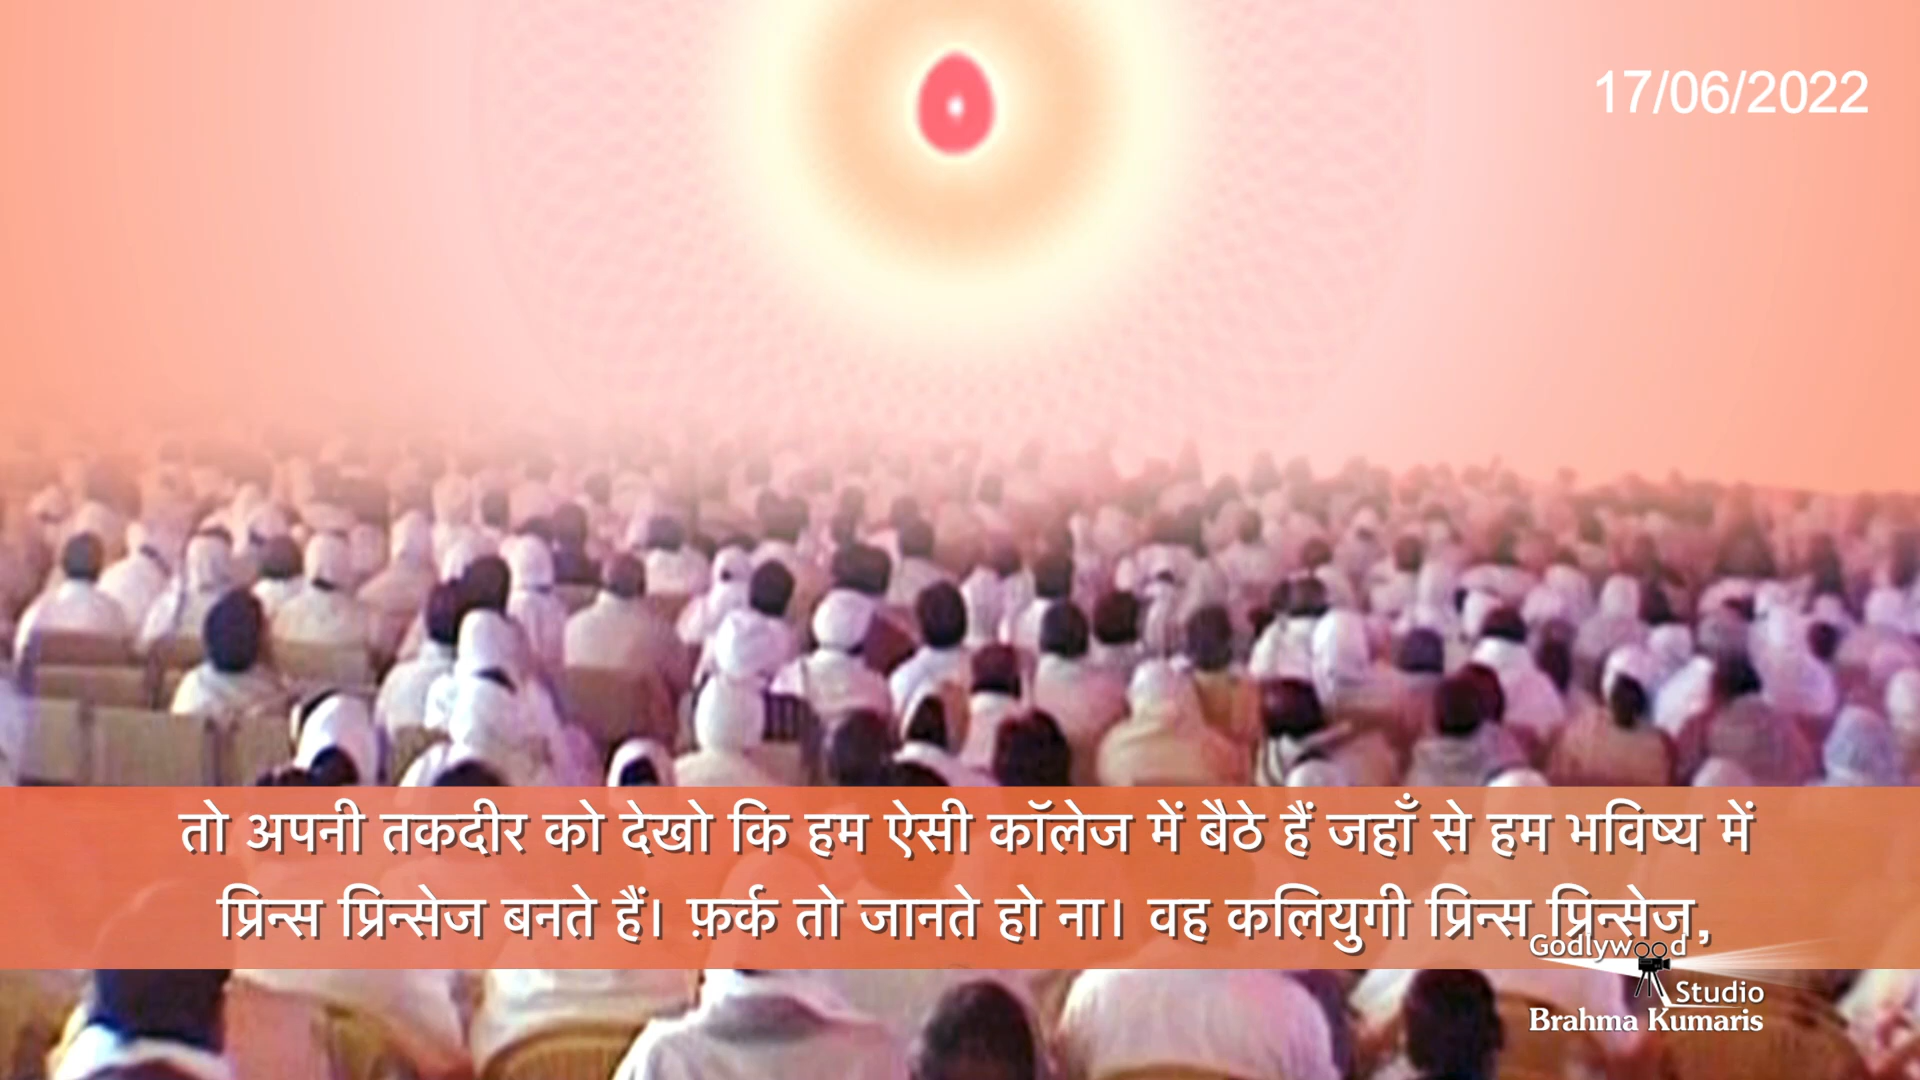 17/06/2022
तो अपनी तकदीर को देखो कि हम ऐसी कॉलेज में बैठे हैं जहाँ से हम भविष्य में
प्रिन्स प्रिन्सेज बनते हैं। फ़र्क तो जानते हो ना। वह कलियुगी प्रिन्स प्रिन्सेज,
Godlywood
Studio
Brahma Kumaris